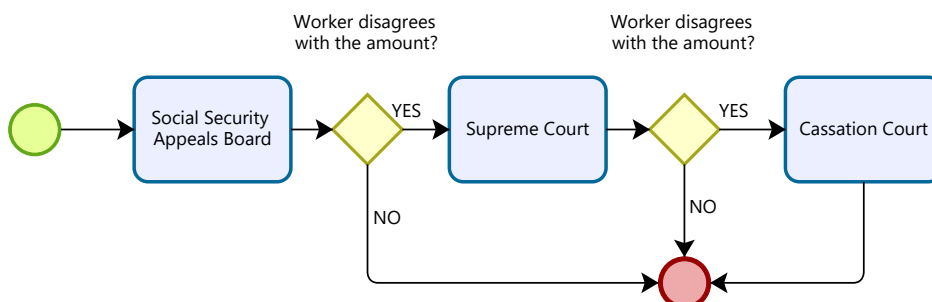 Worker disagrees
with the amount?
Worker disagrees
with the amount?
Social Security
Appeals Board
YES
Supreme Court
YES
Cassation Court
NO
NO